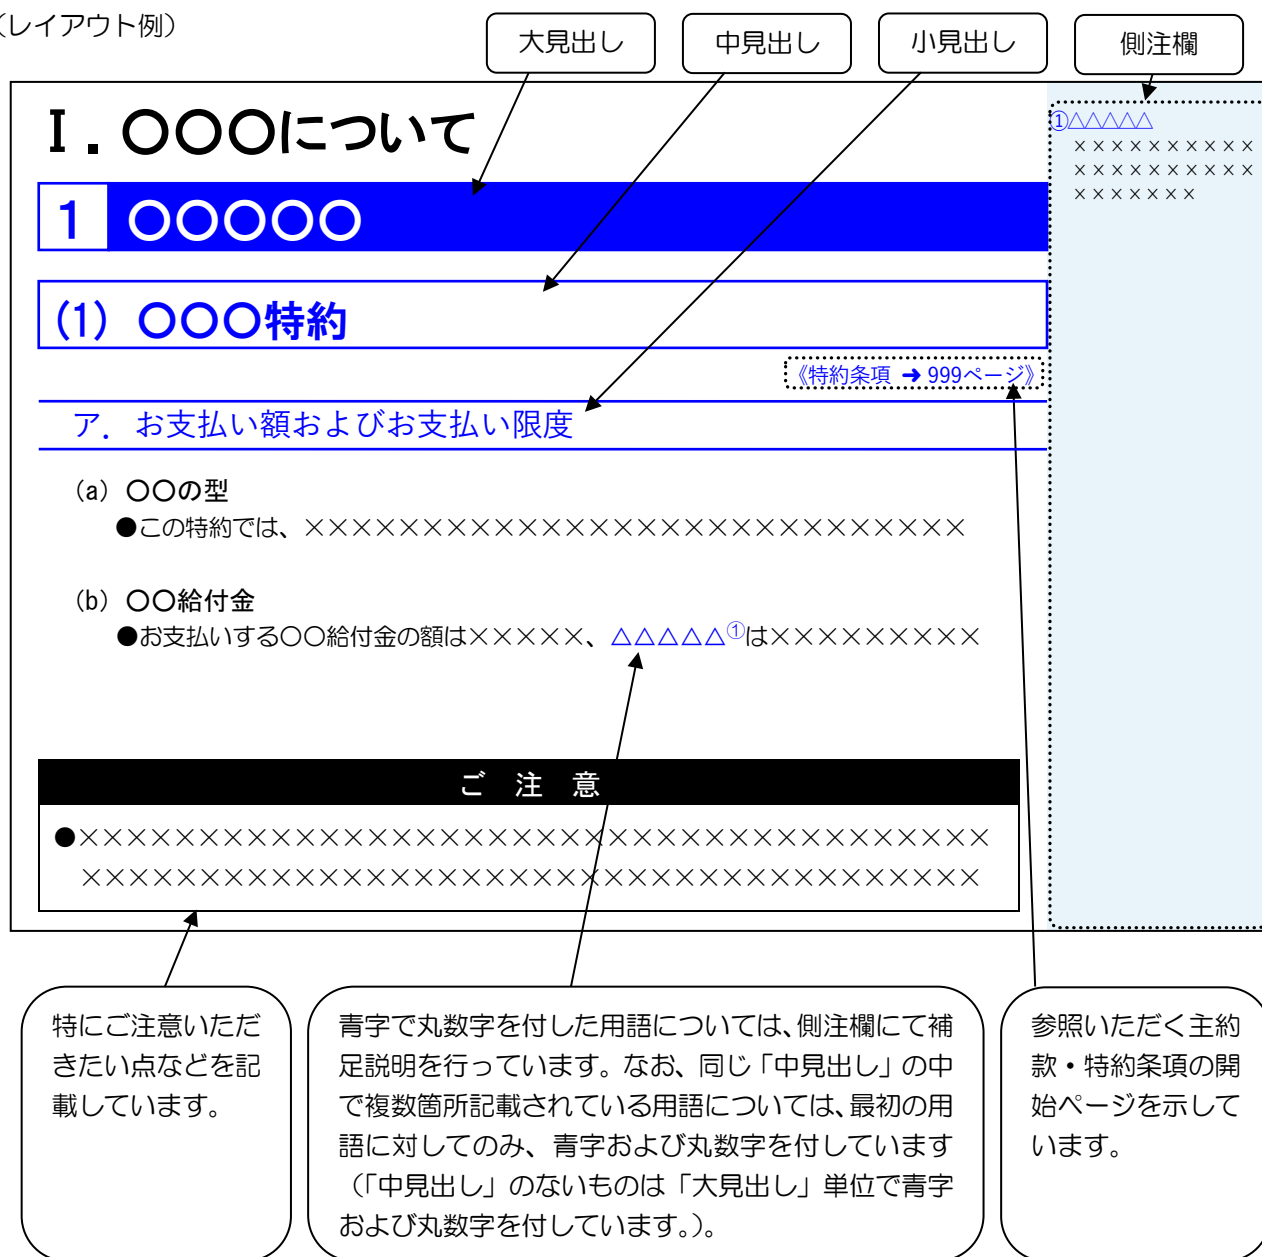 （レイアウト例）
大見出し
中見出し
小見出し
側注欄
Ⅰ．〇〇〇について
1 〇〇〇〇〇
(1) 〇〇〇特約
《特約条項 ➜ 999ページ》
ア．お支払い額およびお支払い限度
(a) 〇〇の型
●この特約では、××××××××××××××××××××××××××××
(b) 〇〇給付金
●お支払いする〇〇給付金の額は×××××、△△△△△①は×××××××××
ご 注 意
●××××××××××××××××××××××××××××××××××××××
××××××××××××××××××××××××××××××××××××××
①△△△△△
××××××××××
××××××××××
×××××××
特にご注意いただ
きたい点などを記
載しています。
青字で丸数字を付した用語については、側注欄にて補
足説明を行っています。なお、同じ「中見出し」の中
で複数箇所記載されている用語については、最初の用
語に対してのみ、青字および丸数字を付しています
（「中見出し」のないものは「大見出し」単位で青字
および丸数字を付しています。）。
参照いただく主約
款・特約条項の開
始ページを示して
います。